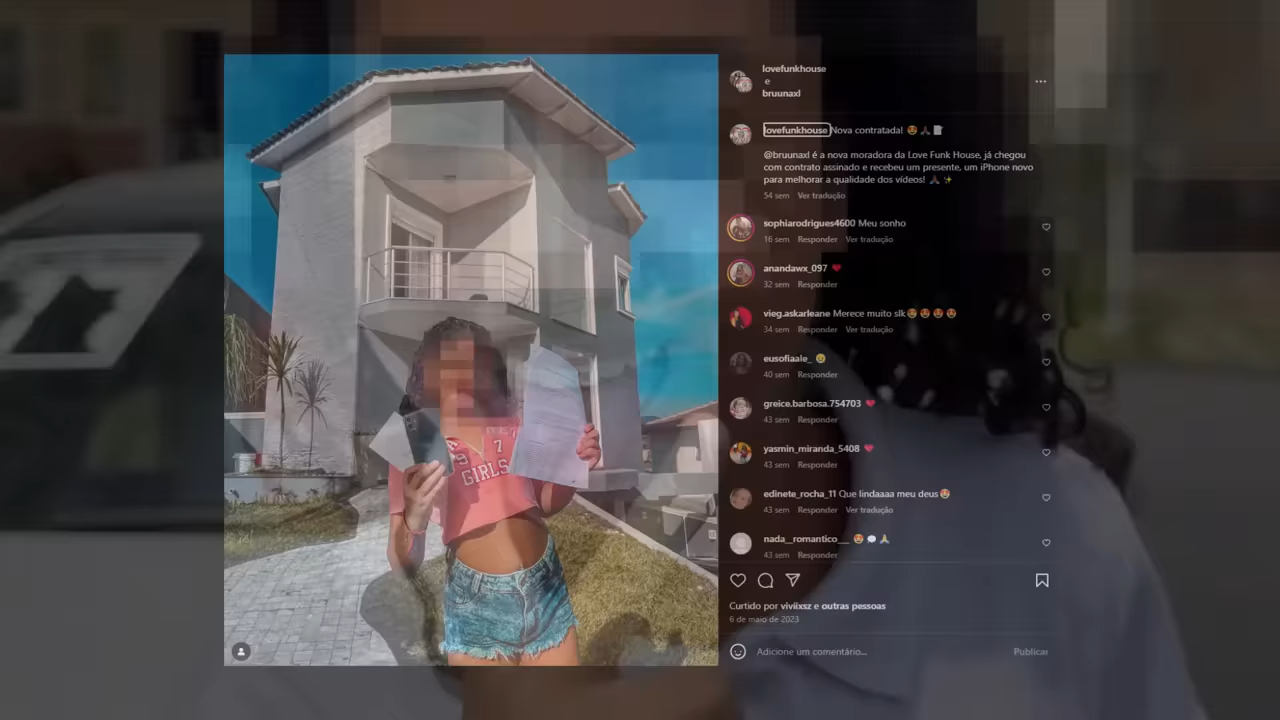 lovefunkhouse
e
bruunaxl
lovefunkhouse Nova contratada! 😍 🙏🏿 📄
@bruunaxl é a nova moradora da Love Funk House, já chegou
com contrato assinado e recebeu um presente, um iPhone novo
para melhorar a qualidade dos vídeos! 🙏🏿 ✨
54 sem Ver tradução
sophiarodrigues4600 Meu sonho
16 sem Responder Ver tradução
anandawx_097 ❤️
32 sem Responder
vieg.askarleane Merece muito slk😍😍😍😍
34 sem Responder Ver tradução
eusofiaale_ 🥹
40 sem Responder
greice.barbosa.754703 ❤️
43 sem Responder
yasmin_miranda_5408 ❤️
43 sem Responder
edinete_rocha_11 Que lindaaaa meu deus😍
43 sem Responder Ver tradução
nada__romantico___ 😍 💭 🙏
43 sem Responder
Curtido por viviixsz e outras pessoas
6 de maio de 2023
Adicione um comentário...
Publicar
97
GIRLS